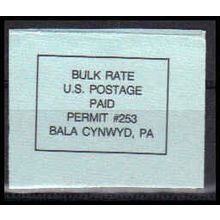 BULK RATE
U.S. POSTAGE
PAID
PERMIT #253
BALA CYNWYD, PA